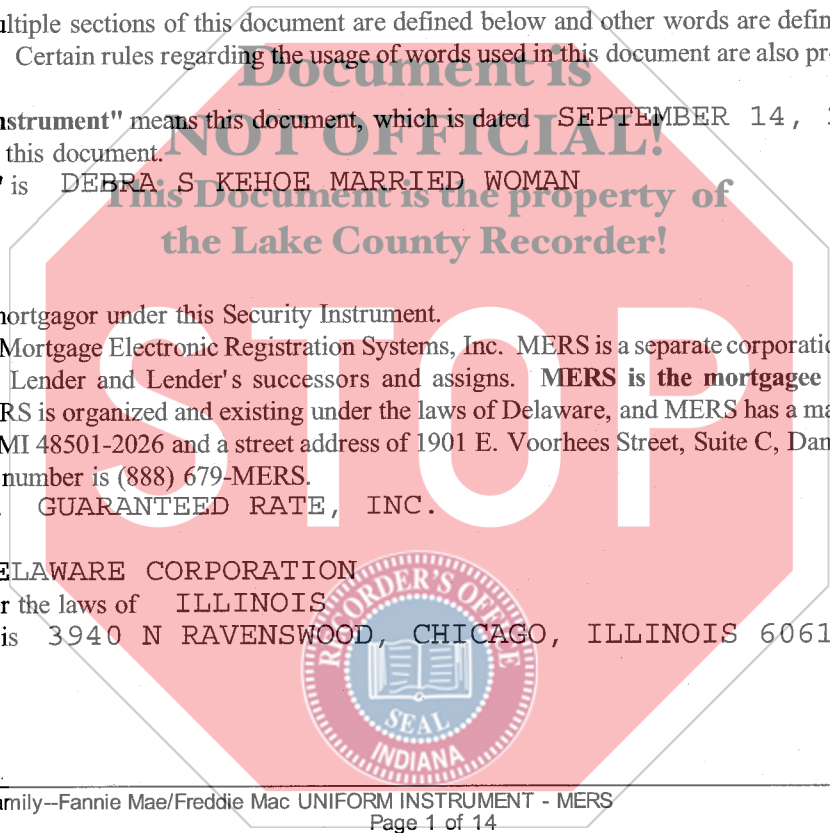 ultiple sections of this document are defined below and other words are defin
Certain rules regarding the usage of words used in this document are also pr
Document is
nstrument" means this document, which is dated SEPTEMBER 14,
NOT OFFICIAL!
this document.
" is DEBRA S KEHOE MARRIED WOMAN
This Document is the property of
the Lake County Recorder!
mortgagor under this Security Instrument.
STOP
Mortgage Electronic Registration Systems, Inc. MERS is a separate corporatio
Lender and Lender's successors and assigns. MERS is the mortgagee
RS is organized and existing under the laws of Delaware, and MERS has a ma
MI 48501-2026 and a street address of 1901 E. Voorhees Street, Suite C, Dan
number is (888) 679-MERS.
GUARANTEED RATE, INC.
ELAWARE CORPORATION
r the laws of ILLINOIS
is 3940 N RAVENSWOOD, CHICAGO, ILLINOIS 6061
RECORDER'S OFFICE
SEAL
INDIANA
amily--Fannie Mae/Freddie Mac UNIFORM INSTRUMENT - MERS
Page 1 of 14